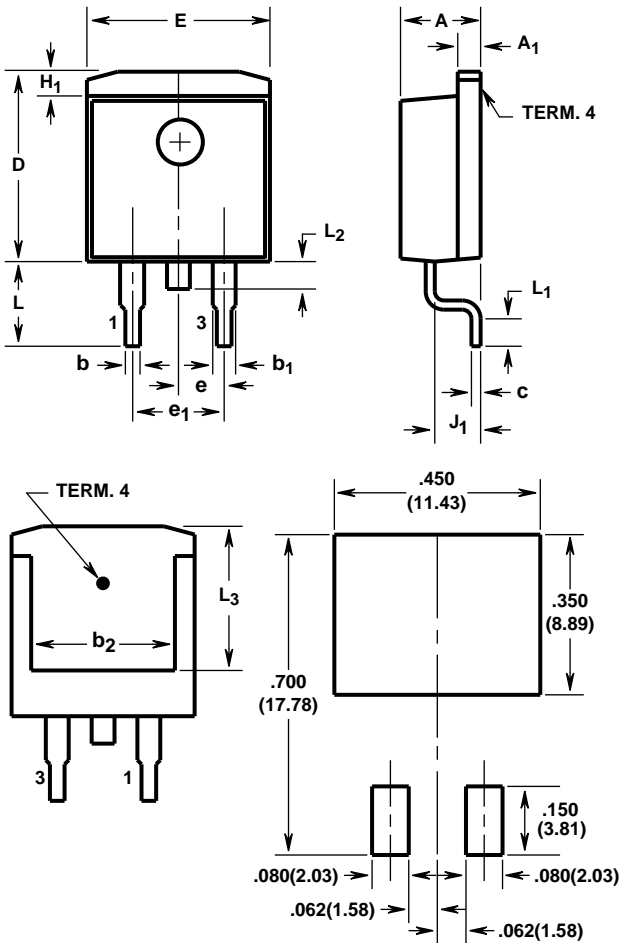 E
H1
D
L
L2
1
3
b
e
b1
e1
A
A1
TERM. 4
L1
c
J1
TERM. 4
L3
b2
3
1
.450
(11.43)
.350
(8.89)
.700
(17.78)
.150
(3.81)
.080(2.03)
.080(2.03)
.062(1.58)
.062(1.58)